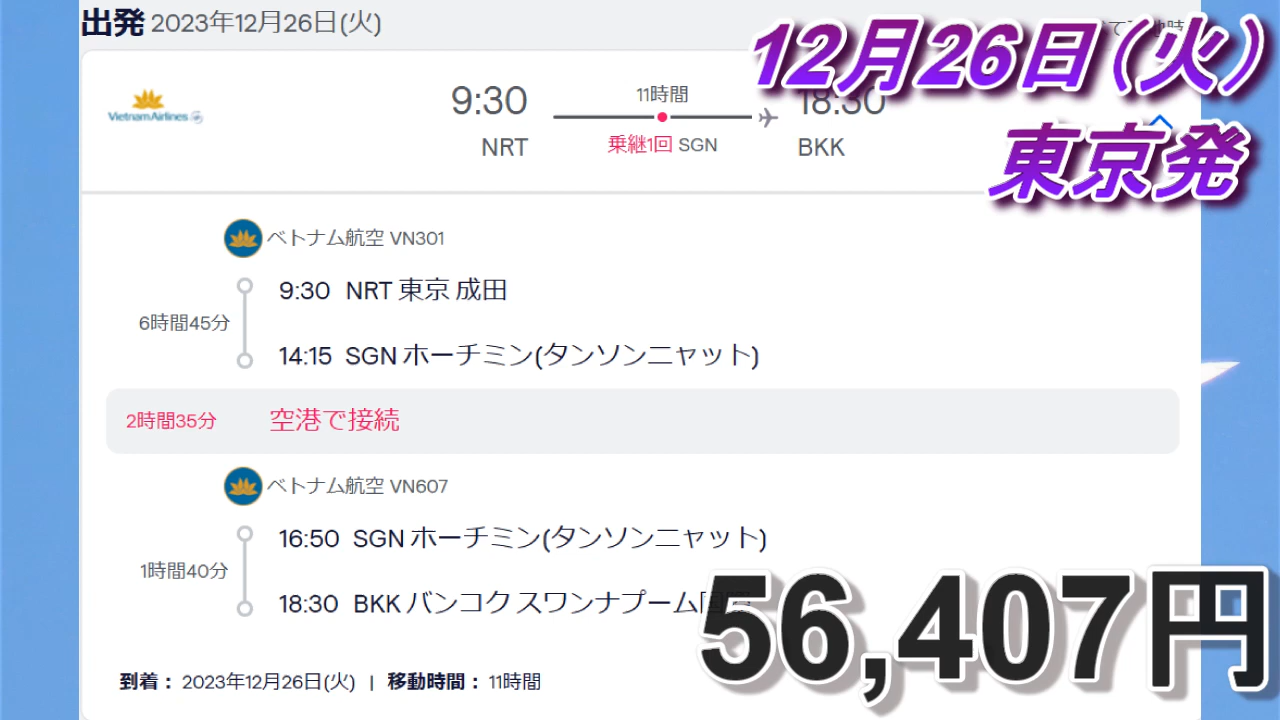 出発 2023年12月26日(火)
12月26日(火)
東京発
Vietnam Airlines
9:30 11時間 18:30
NRT 乗継1回 SGN BKK
ベトナム航空 VN301
9:30 NRT 東京 成田
6時間45分
14:15 SGN ホーチミン(タンソンニャット)
2時間35分 空港で接続
ベトナム航空 VN607
16:50 SGN ホーチミン(タンソンニャット)
1時間40分
18:30 BKK バンコク スワンナプーム
56,407円
到着： 2023年12月26日(火) | 移動時間： 11時間